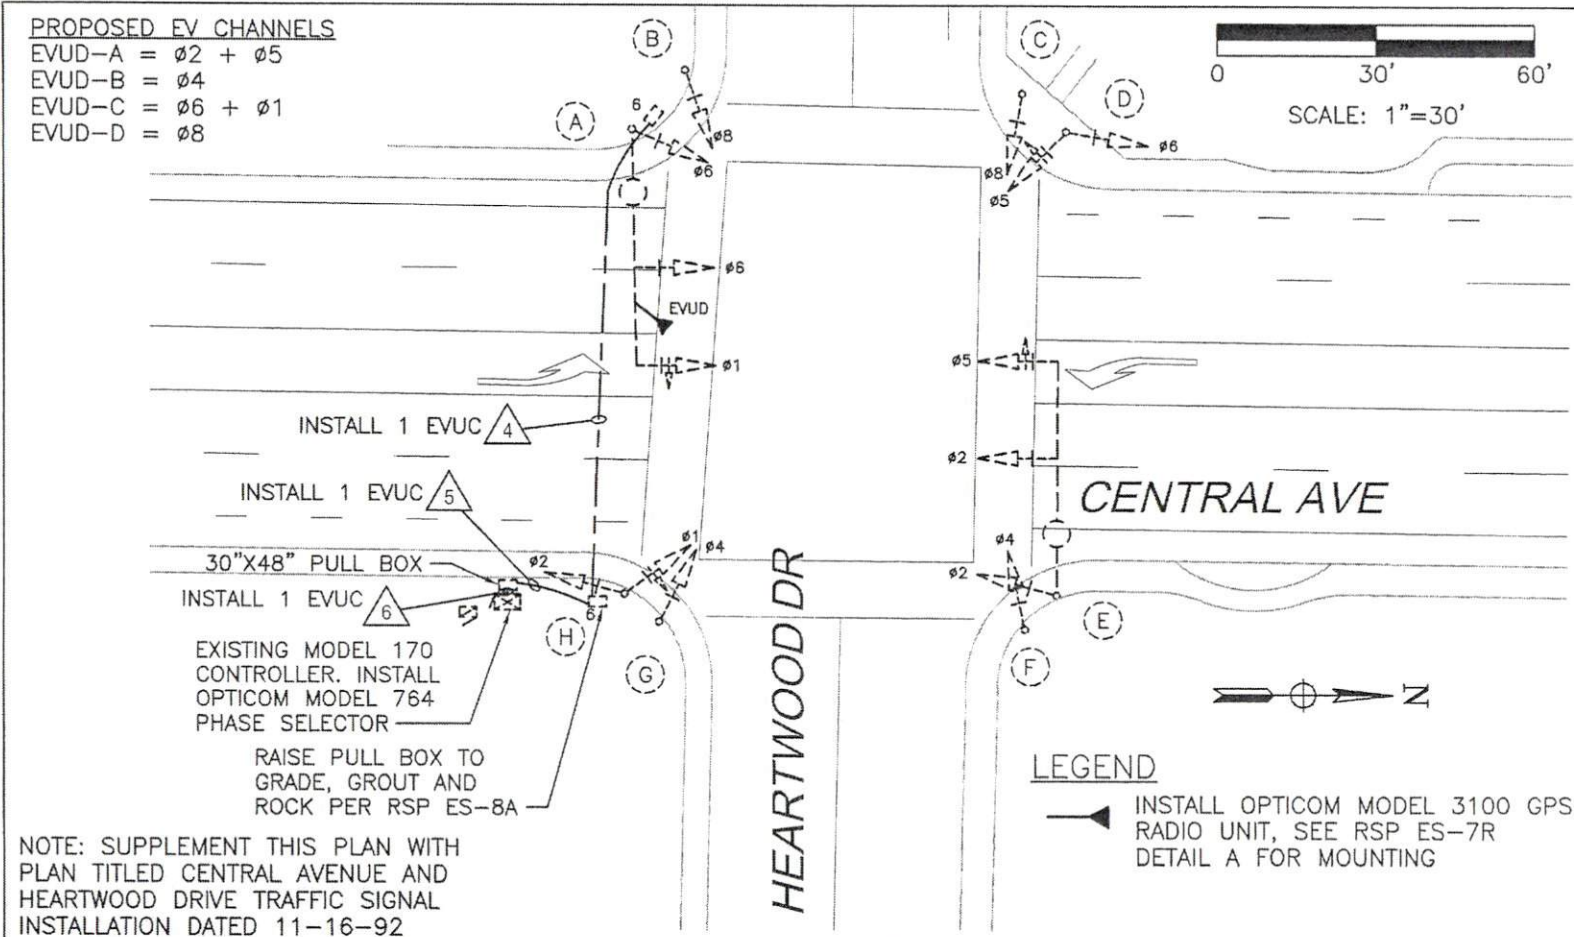 PROPOSED EV CHANNELS
EVUD-A = ø2 + ø5
EVUD-B = ø4
EVUD-C = ø6 + ø1
EVUD-D = ø8
B
C
0 30' 60'
SCALE: 1"=30'
6
A
D
ø8
ø6
ø6
ø8
ø5
ø6
EVUD
ø1
ø5
INSTALL 1 EVUC 4
ø2
INSTALL 1 EVUC 5
CENTRAL AVE
30"X48" PULL BOX
ø2
ø1
ø4
ø4
ø2
INSTALL 1 EVUC 6
6
H
E
G
F
EXISTING MODEL 170
CONTROLLER. INSTALL
OPTICOM MODEL 764
PHASE SELECTOR
HEARTWOOD DR
N
RAISE PULL BOX TO
GRADE, GROUT AND
ROCK PER RSP ES-8A
LEGEND
INSTALL OPTICOM MODEL 3100 GPS
RADIO UNIT, SEE RSP ES-7R
DETAIL A FOR MOUNTING
NOTE: SUPPLEMENT THIS PLAN WITH
PLAN TITLED CENTRAL AVENUE AND
HEARTWOOD DRIVE TRAFFIC SIGNAL
INSTALLATION DATED 11-16-92